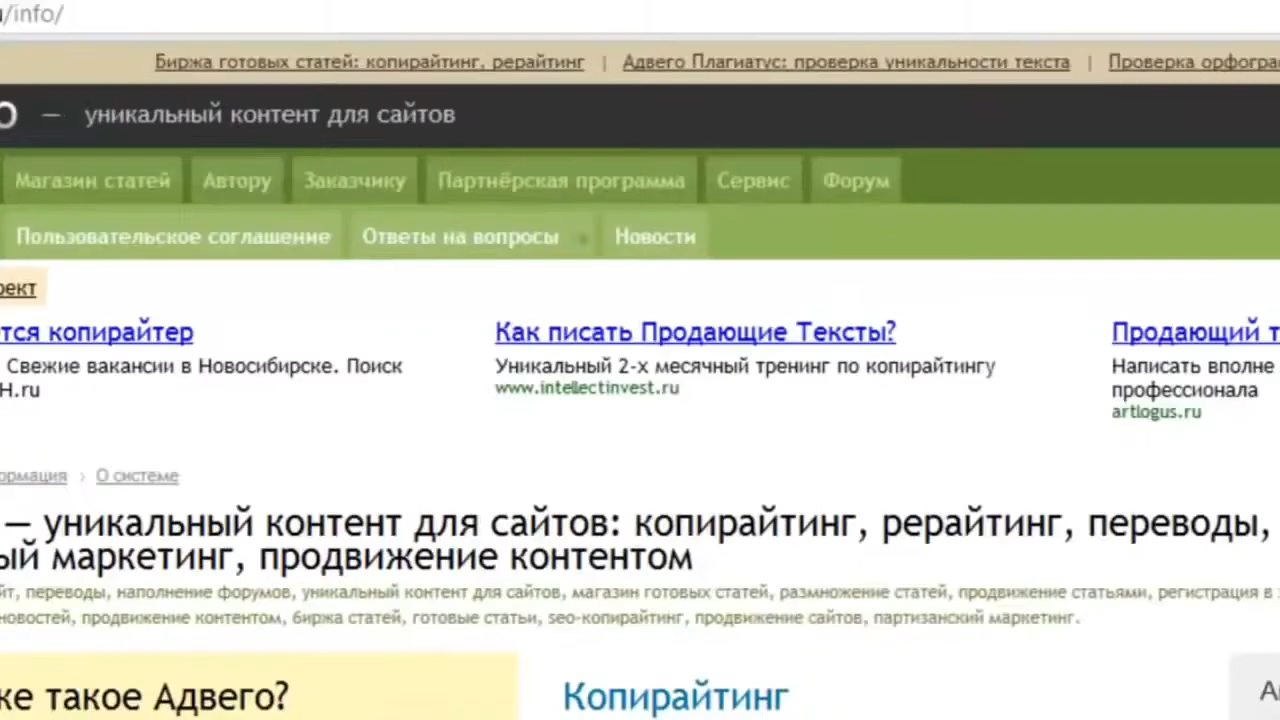 /info/
Биржа готовых статей: копирайтинг, рерайтинг | Адвего Плагиатус: проверка уникальности текста | Проверка орфогра
о — уникальный контент для сайтов
Магазин статей Автору Заказчику Партнёрская программа Сервис Форум
Пользовательское соглашение Ответы на вопросы Новости
оект
тся копирайтер Как писать Продающие Тексты? Продающий т
Свежие вакансии в Новосибирске. Поиск Уникальный 2-х месячный тренинг по копирайтингу Написать вполне
H.ru www.intellectinvest.ru профессионала
artlogus.ru
ормация › О системе
— уникальный контент для сайтов: копирайтинг, рерайтинг, переводы,
ый маркетинг, продвижение контентом
йт, переводы, наполнение форумов, уникальный контент для сайтов, магазин готовых статей, размножение статей, продвижение статьями, регистрация в
новостей, продвижение контентом, биржа статей, готовые статьи, seo-копирайтинг, продвижение сайтов, партизанский маркетинг.
же такое Адвего? Копирайтинг